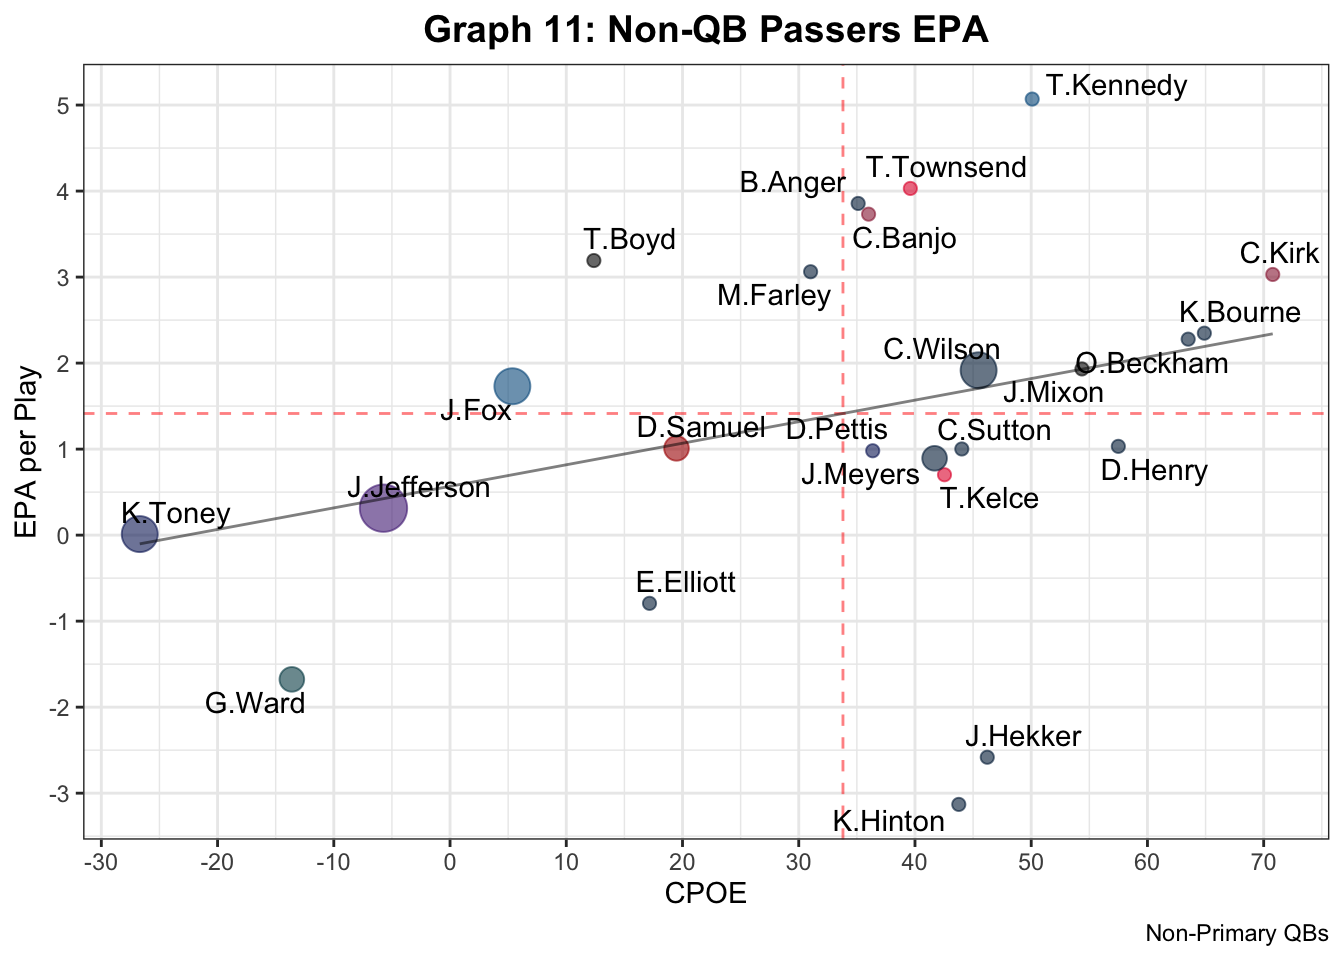 Graph 11: Non-QB Passers EPA
T.Kennedy
T.Townsend
B.Anger
C.Banjo
T.Boyd
C.Kirk
M.Farley
K.Bourne
C.Wilson
O.Beckham
J.Mixon
J.Fox
D.Samuel
D.Pettis
C.Sutton
J.Meyers
D.Henry
T.Kelce
J.Jefferson
K.Toney
E.Elliott
G.Ward
J.Hekker
K.Hinton
EPA per Play
5
4
3
2
1
0
-1
-2
-3
-30 -20 -10 0 10 20 30 40 50 60 70
CPOE
Non-Primary QBs